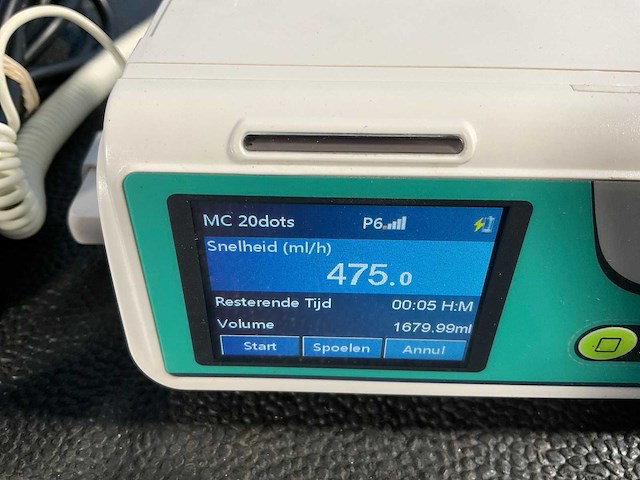 MC 20dots P6
Snelheid (ml/h)
475.0
Resterende Tijd 00:05 H:M
Volume 1679.99ml
Start Spoelen Annul